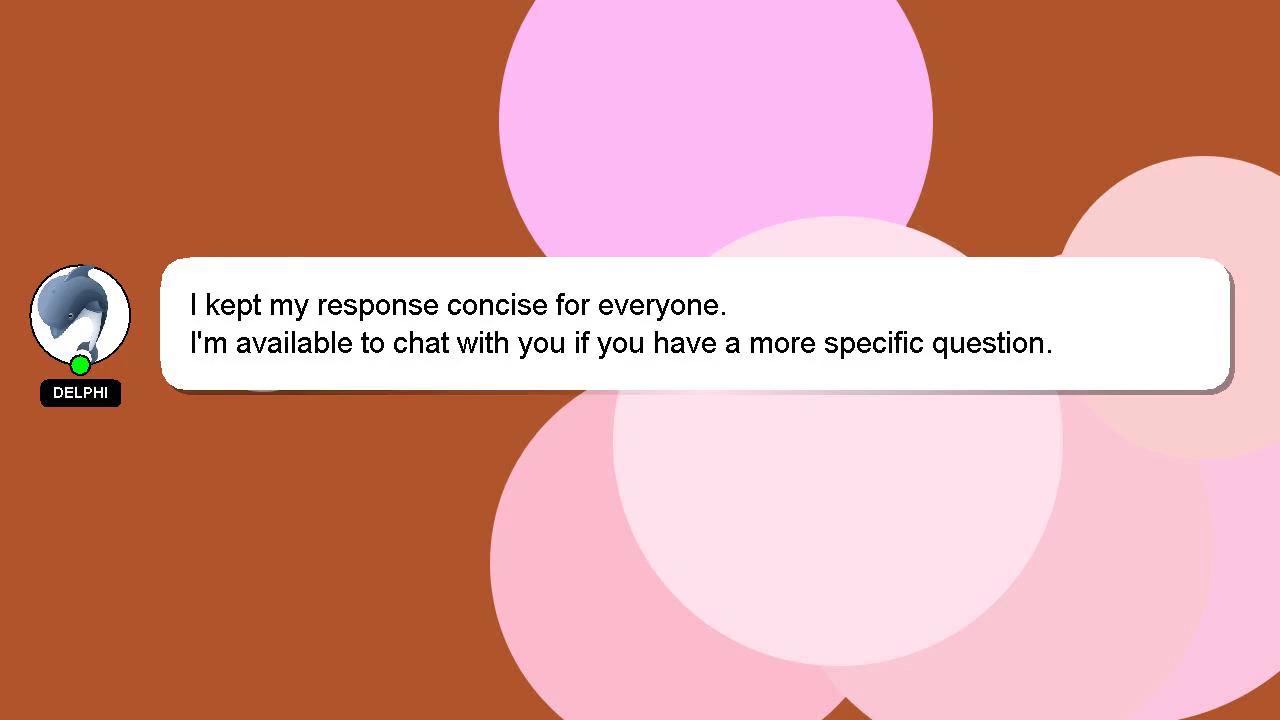 I kept my response concise for everyone.
I'm available to chat with you if you have a more specific question.
DELPHI